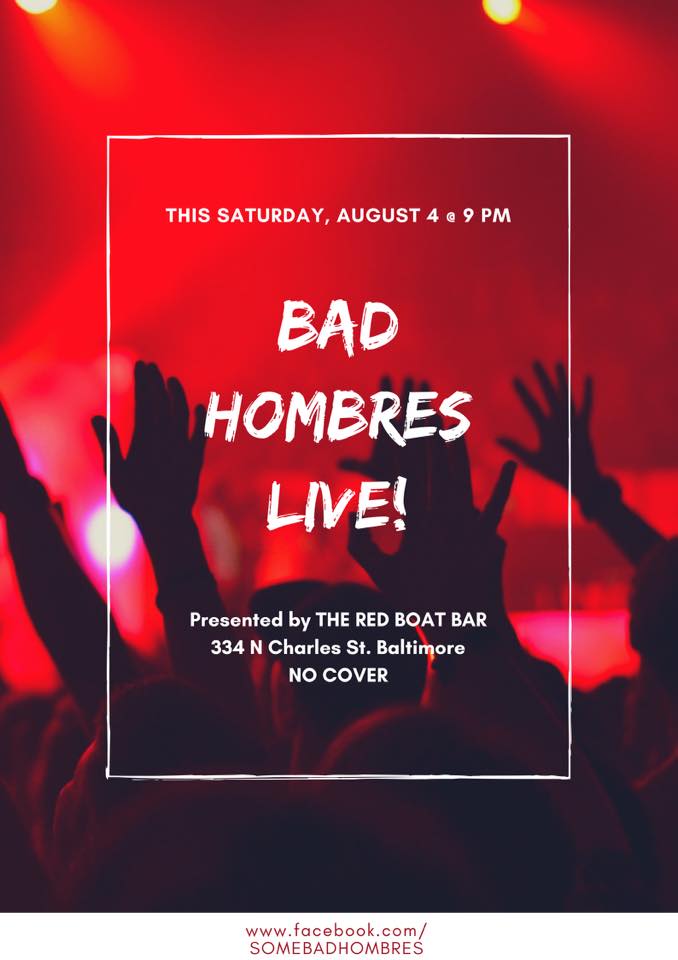 THIS SATURDAY, AUGUST 4 @ 9 PM
BAD
HOMBRES
LIVE!
Presented by THE RED BOAT BAR
334 N Charles St. Baltimore
NO COVER
www.facebook.com/
SOMEBADHOMBRES